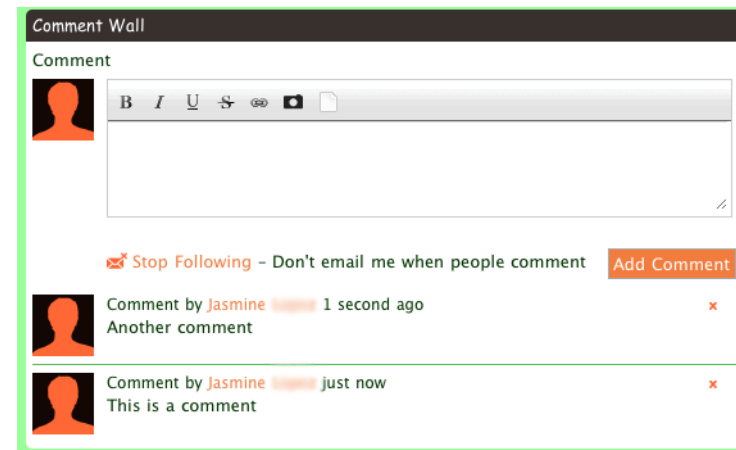 Comment Wall
Comment
B I U S
Stop Following – Don't email me when people comment Add Comment
Comment by Jasmine 1 second ago x
Another comment
Comment by Jasmine just now x
This is a comment